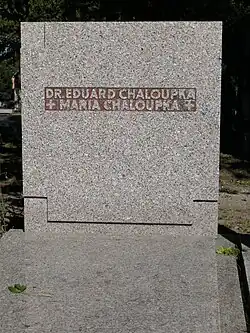 DR. EDUARD CHALOUPKA
+ MARIA CHALOUPKA +